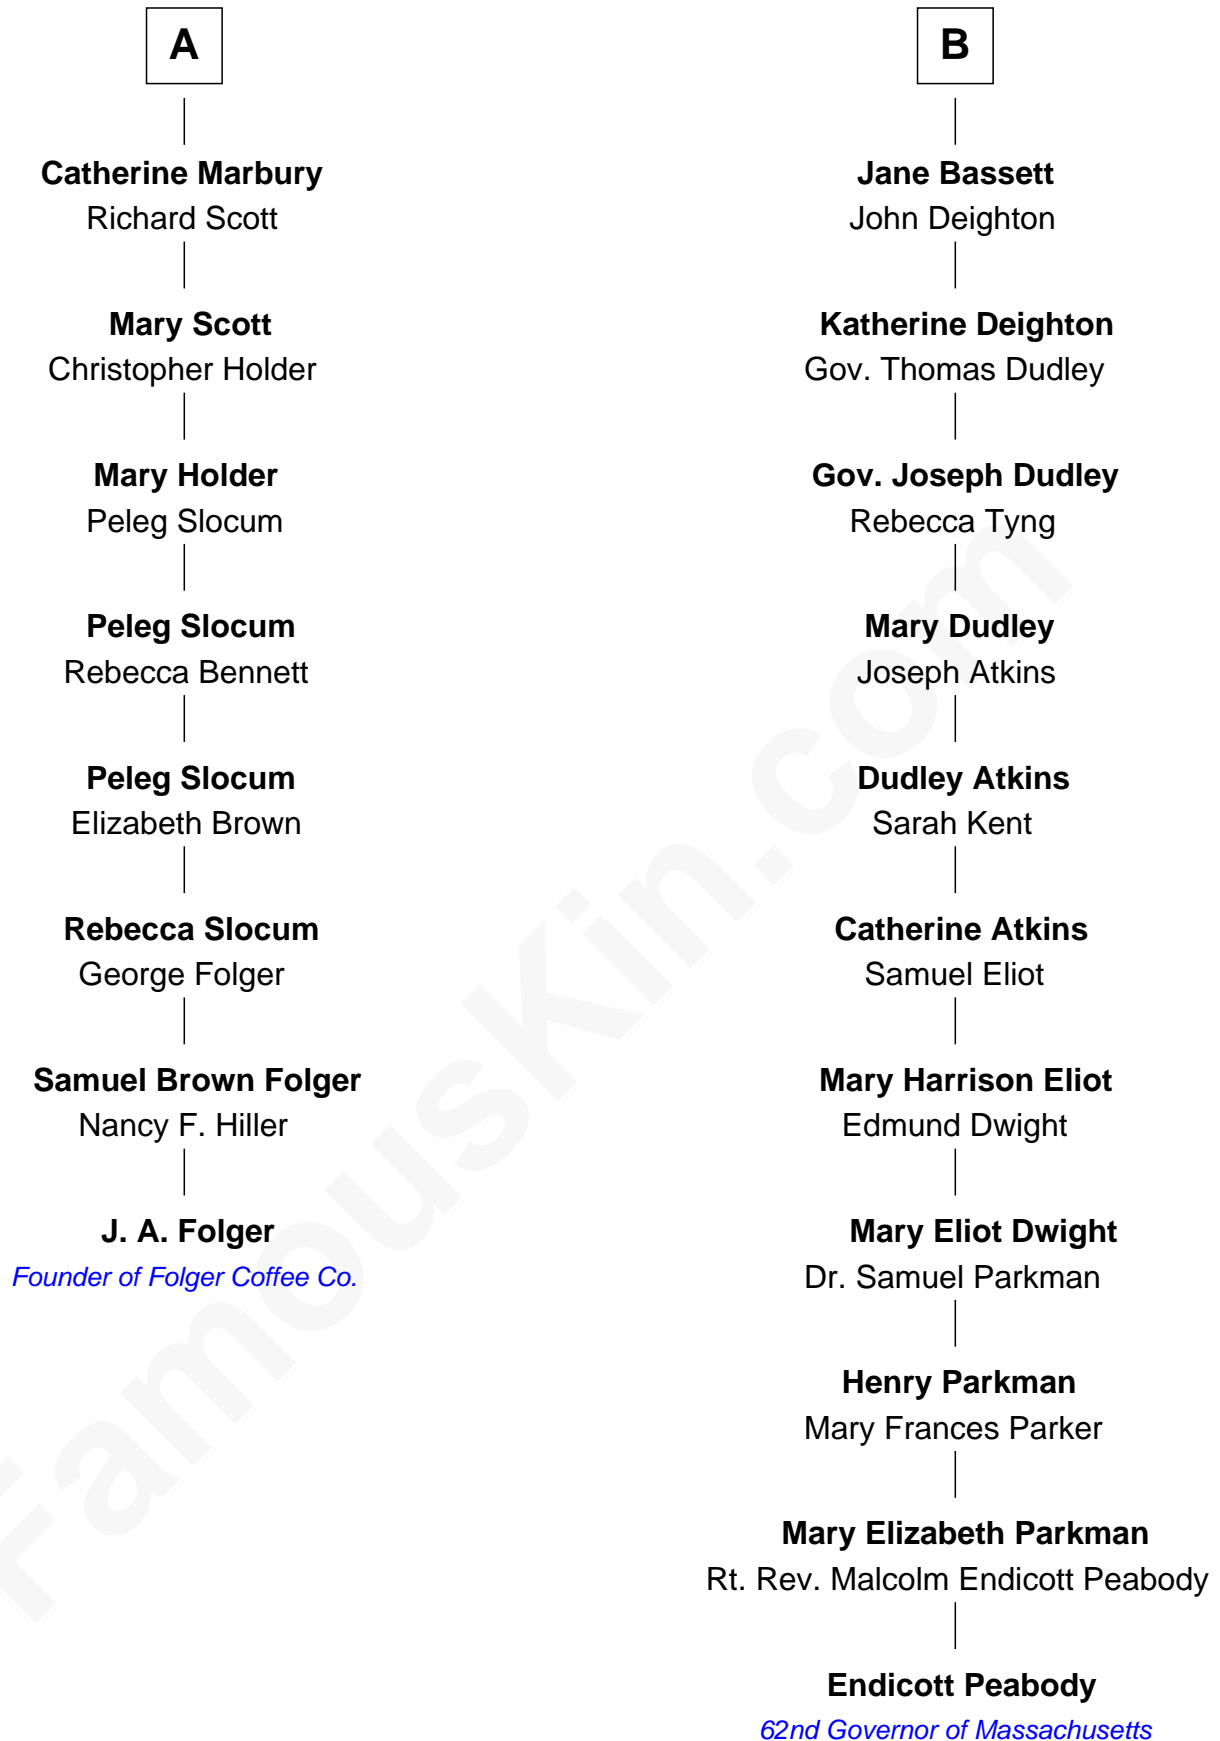 A
Catherine Marbury
Richard Scott
Mary Scott
Christopher Holder
Mary Holder
Peleg Slocum
Peleg Slocum
Rebecca Bennett
Peleg Slocum
Elizabeth Brown
Rebecca Slocum
George Folger
Samuel Brown Folger
Nancy F. Hiller
J. A. Folger
Founder of Folger Coffee Co.
B
Jane Bassett
John Deighton
Katherine Deighton
Gov. Thomas Dudley
Gov. Joseph Dudley
Rebecca Tyng
Mary Dudley
Joseph Atkins
Dudley Atkins
Sarah Kent
Catherine Atkins
Samuel Eliot
Mary Harrison Eliot
Edmund Dwight
Mary Eliot Dwight
Dr. Samuel Parkman
Henry Parkman
Mary Frances Parker
Mary Elizabeth Parkman
Rt. Rev. Malcolm Endicott Peabody
Endicott Peabody
62nd Governor of Massachusetts
FamousKin.com